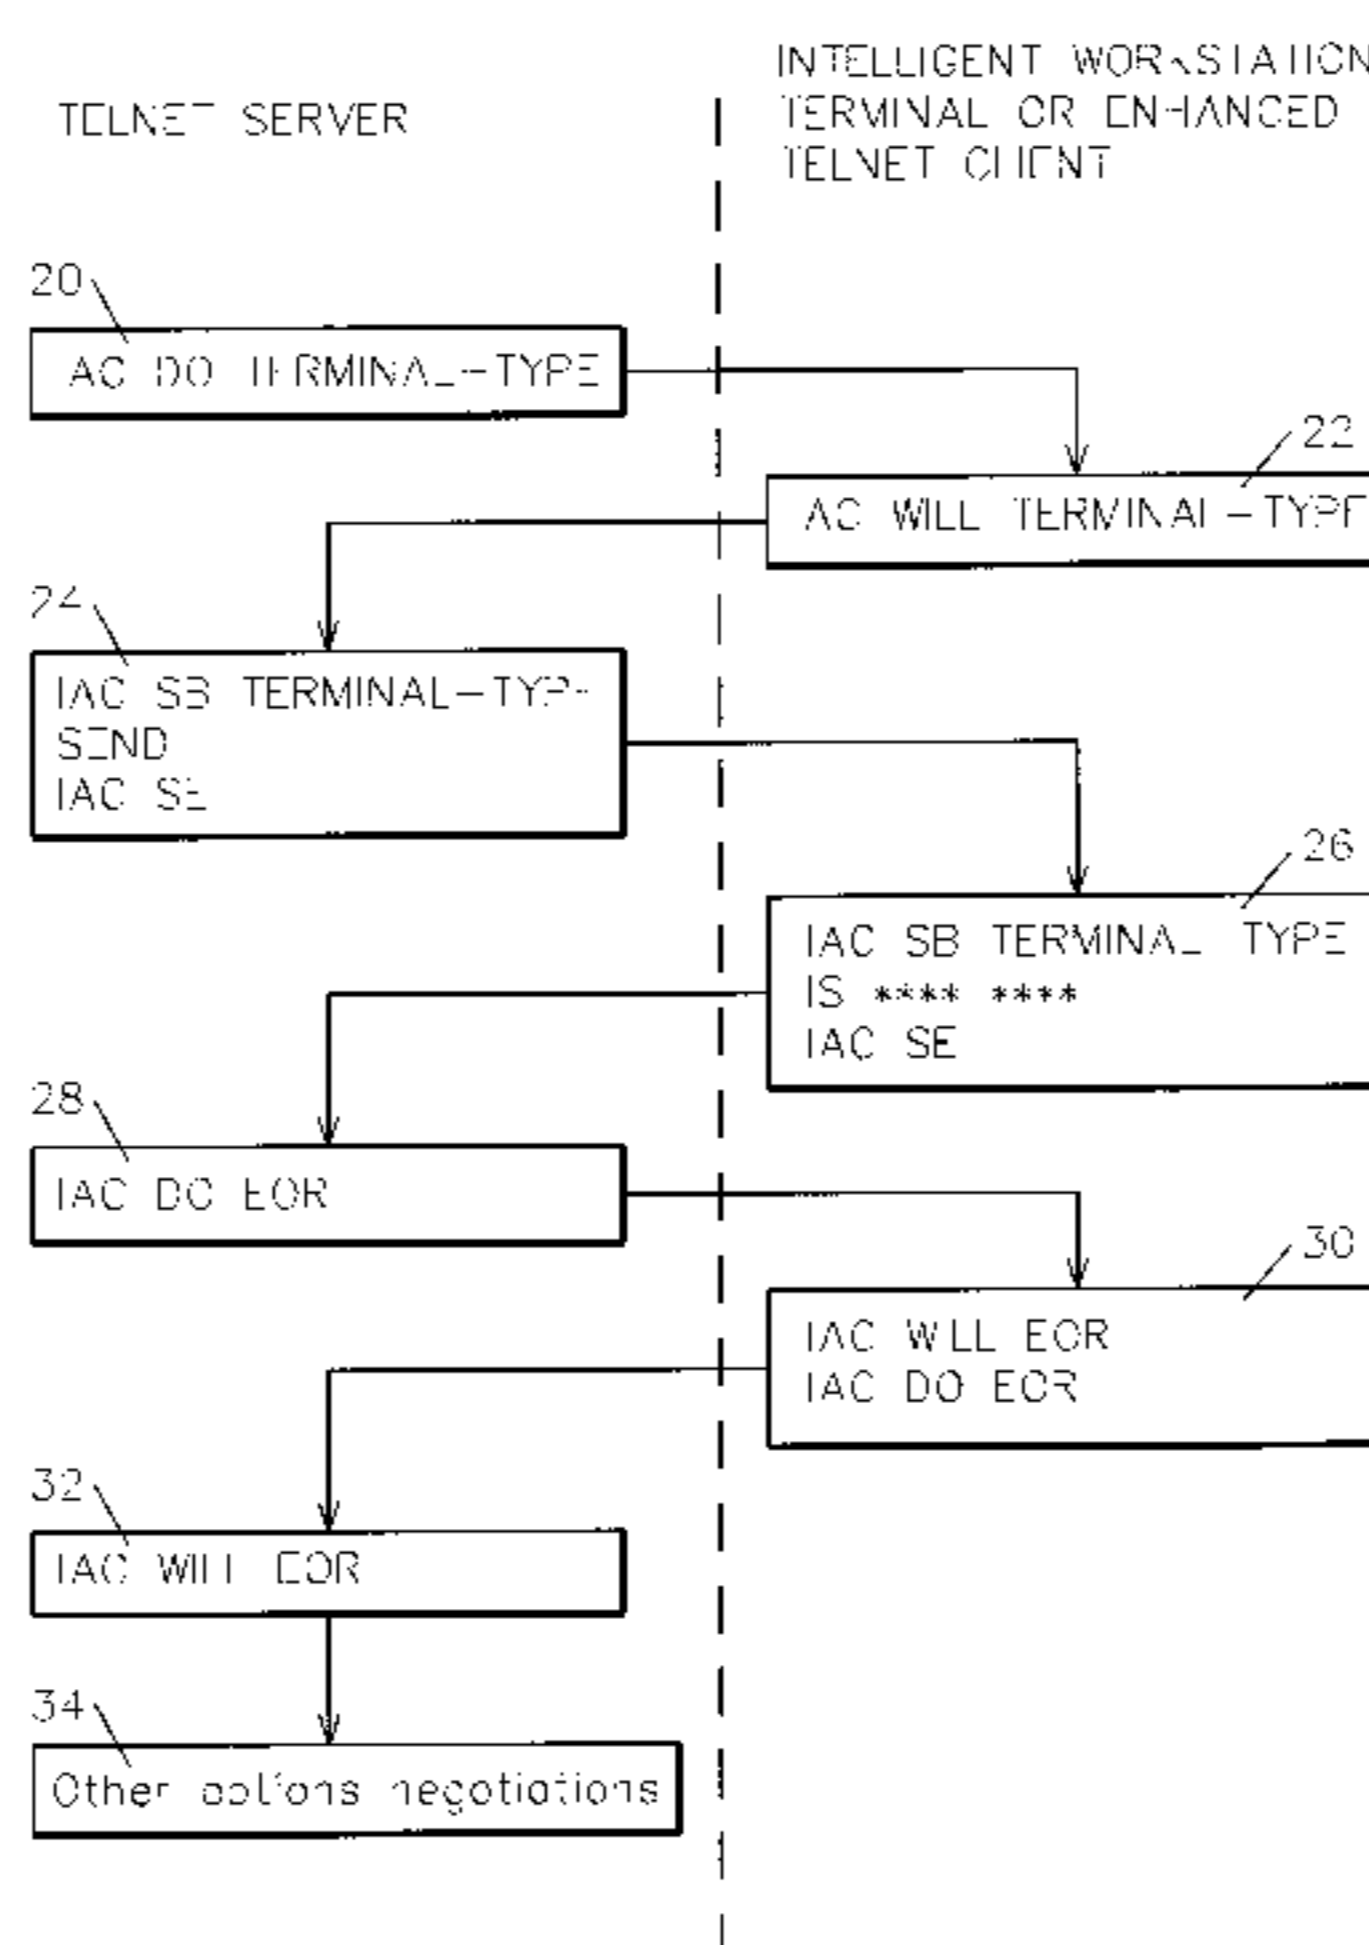 TELNET SERVER
INTELLIGENT WORKSTATION
TERMINAL OR ENHANCED
TELNET CLIENT
20
AC DO TERMINAL-TYPE
22
AC WILL TERMINAL-TYPE
24
IAC SB TERMINAL-TYPE
SEND
IAC SE
26
IAC SB TERMINAL TYPE
IS **** ****
IAC SE
28
IAC DO EOR
30
IAC WILL EOR
IAC DO EOR
32
IAC WILL EOR
34
Other options negotiations